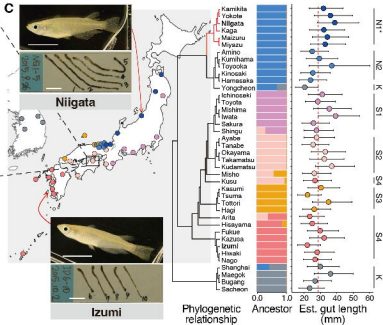 C
Niigata
Izumi
Kamikita
Yokote
Niigata
Kaga
Maizuru
Miyazu
Amino
Kumihama
Toyooka
Kinosaki
Hamasaka
Yongcheon
Ichinoseki
Toyota
Mishima
Iwata
Sakura
Shingu
Ayabe
Tanabe
Okayama
Takamatsu
Kudamatsu
Misho
Kusu
Kasumi
Tsuma
Tottori
Hagi
Arita
Hisayama
Fukue
Kazusa
Izumi
Hiwaki
Nago
Shanghai
Maegok
Bugang
Sacheon
N1*
N2
K
S1
S2
S4
S3
S4
K
0.0 1.0
0 10 20 30 40 50 60
Phylogenetic
relationship
Ancestor
Est. gut length
(mm)